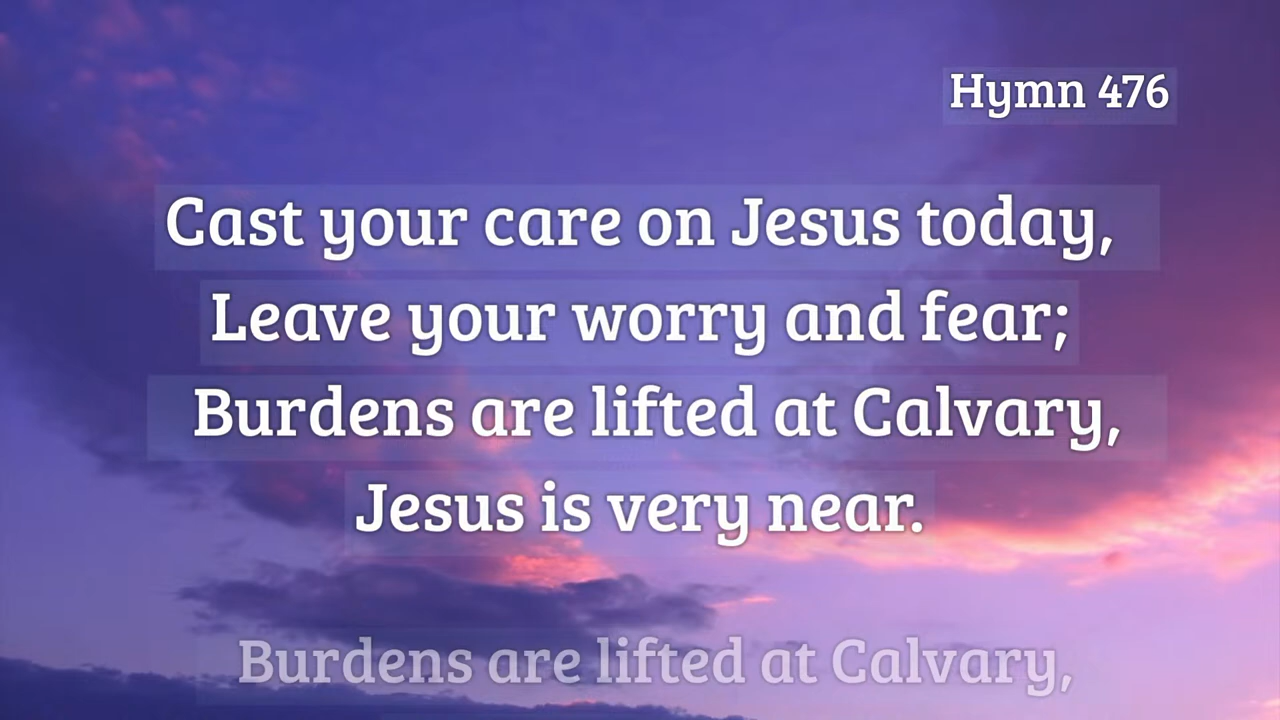 Hymn 476
Cast your care on Jesus today,
Leave your worry and fear;
Burdens are lifted at Calvary,
Jesus is very near.
Burdens are lifted at Calvary,